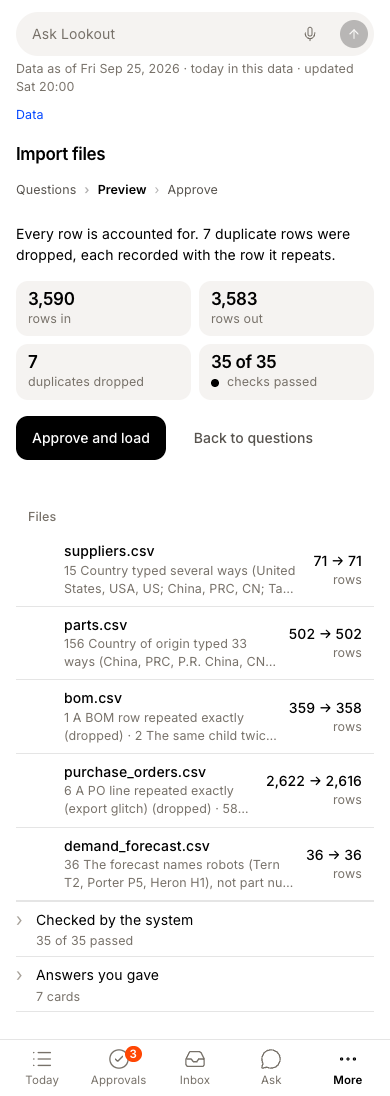 Ask Lookout
Data as of Fri Sep 25, 2026 · today in this data · updated
Sat 20:00
Data
Import files
Questions › Preview › Approve
Every row is accounted for. 7 duplicate rows were
dropped, each recorded with the row it repeats.
3,590
rows in
3,583
rows out
7
duplicates dropped
35 of 35
checks passed
Approve and load
Back to questions
Files
suppliers.csv
15 Country typed several ways (United
States, USA, US; China, PRC, CN; Ta...
71 → 71
rows
parts.csv
156 Country of origin typed 33
ways (China, PRC, P.R. China, CN...
502 → 502
rows
bom.csv
1 A BOM row repeated exactly
(dropped) · 2 The same child twic...
359 → 358
rows
purchase_orders.csv
6 A PO line repeated exactly
(export glitch) (dropped) · 58...
2,622 → 2,616
rows
demand_forecast.csv
36 The forecast names robots (Tern
T2, Porter P5, Heron H1), not part nu...
36 → 36
rows
Checked by the system
35 of 35 passed
Answers you gave
7 cards
3
Today
Approvals
Inbox
Ask
More